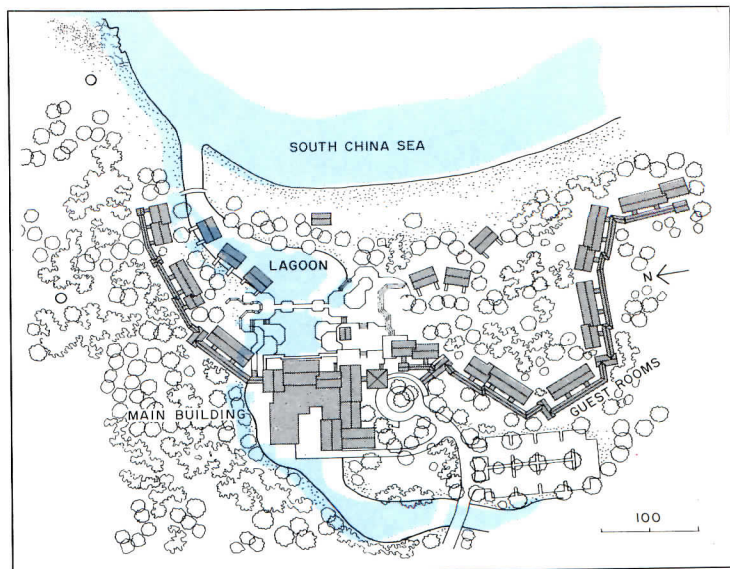 SOUTH CHINA SEA
LAGOON
N
MAIN BUILDING
GUEST ROOMS
100